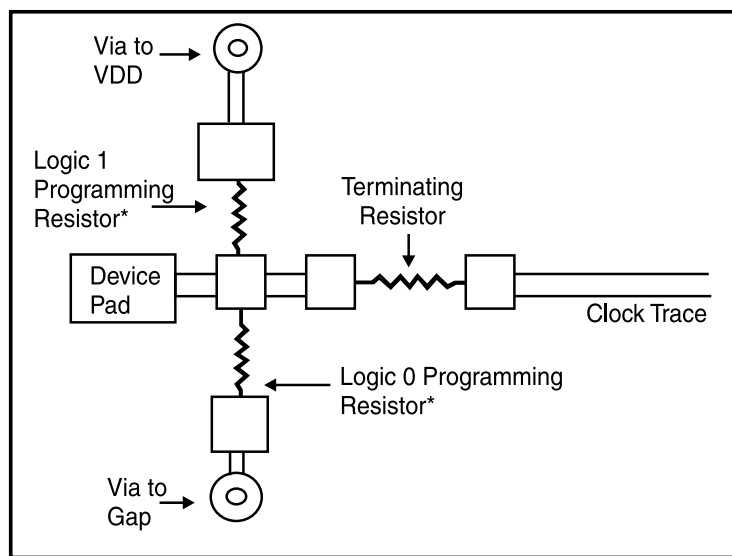 Via to
VDD
Logic 1
Programming
Resistor*
Terminating
Resistor
Device
Pad
Clock Trace
Logic 0 Programming
Resistor*
Via to
Gap